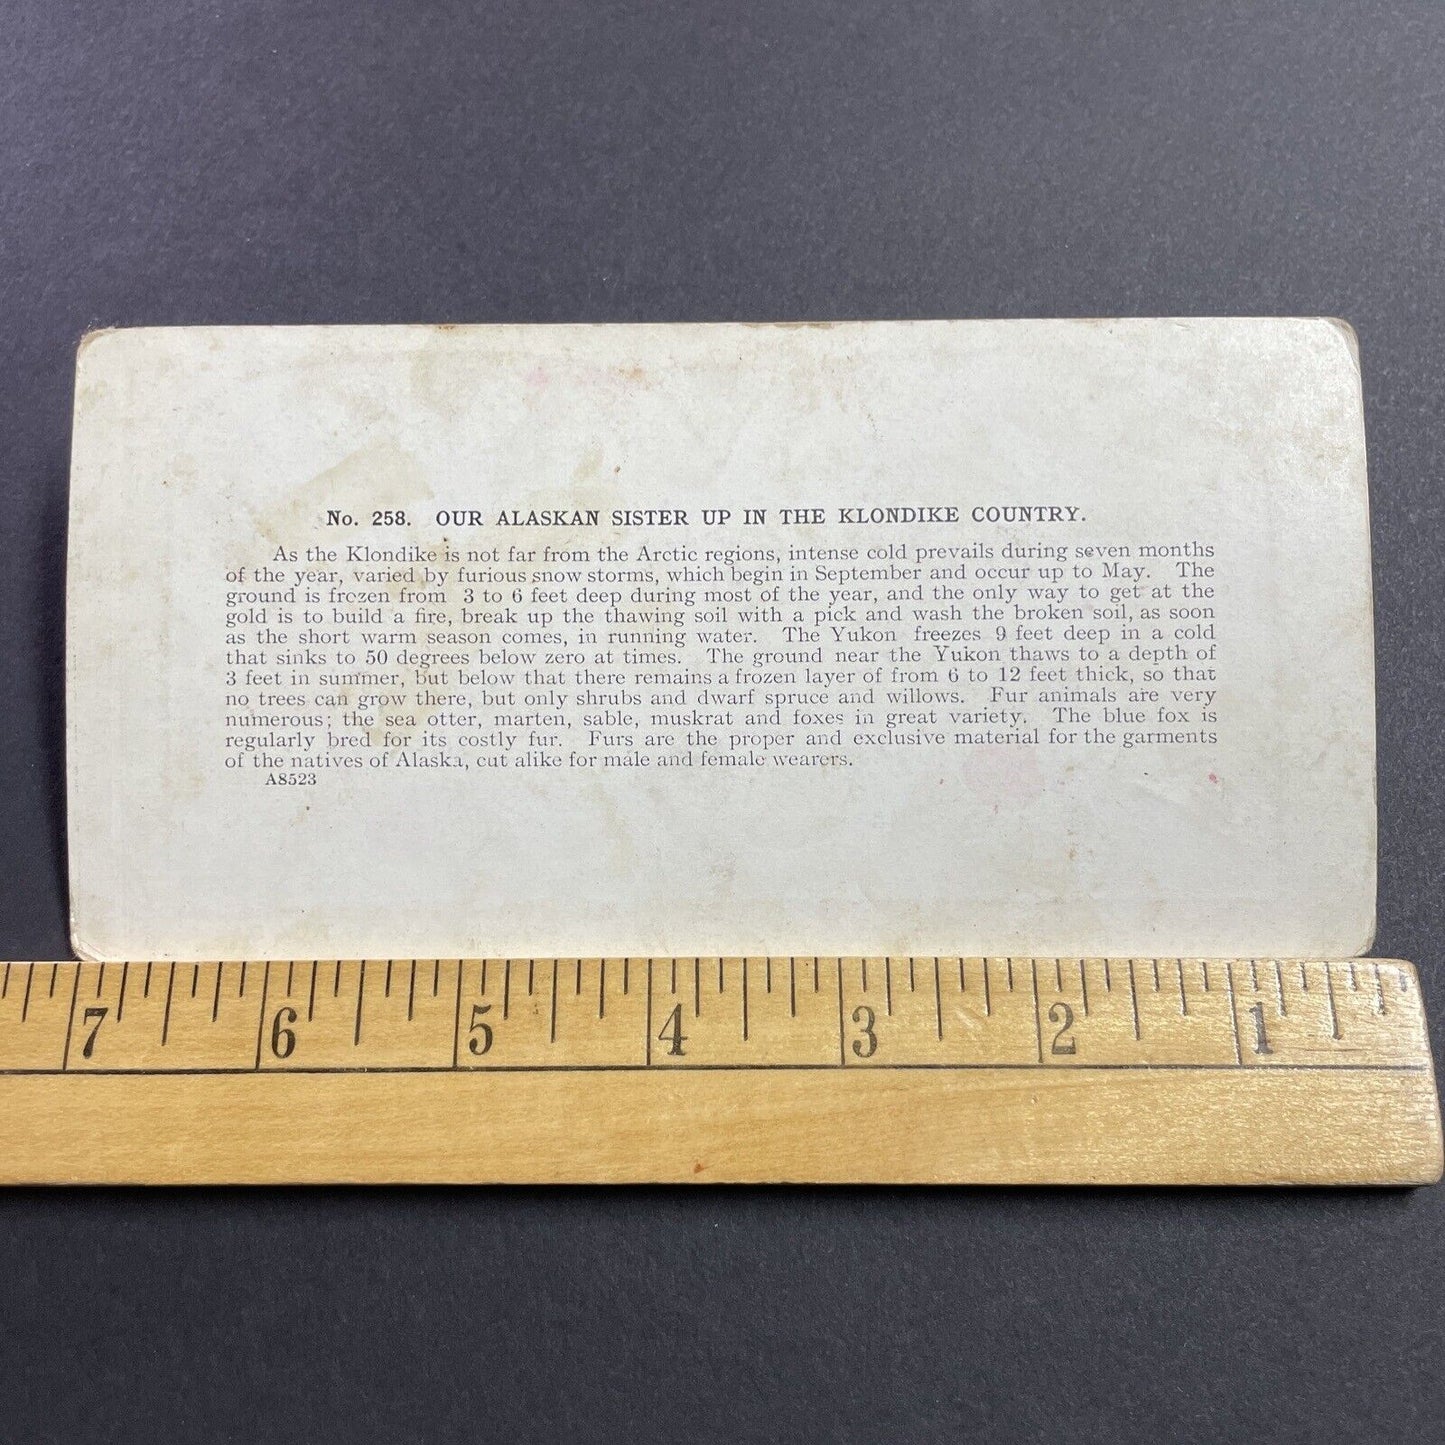 No. 258. OUR ALASKAN SISTER UP IN THE KLONDIKE COUNTRY.
As the Klondike is not far from the Arctic regions, intense cold prevails during seven months
of the year, varied by furious snow storms, which begin in September and occur up to May. The
ground is frozen from 3 to 6 feet deep during most of the year, and the only way to get at the
gold is to build a fire, break up the thawing soil with a pick and wash the broken soil, as soon
as the short warm season comes, in running water. The Yukon freezes 9 feet deep in a cold
that sinks to 50 degrees below zero at times. The ground near the Yukon thaws to a depth of
3 feet in summer, but below that there remains a frozen layer of from 6 to 12 feet thick, so that
no trees can grow there, but only shrubs and dwarf spruce and willows. Fur animals are very
numerous; the sea otter, marten, sable, muskrat and foxes in great variety. The blue fox is
regularly bred for its costly fur. Furs are the proper and exclusive material for the garments
of the natives of Alaska, cut alike for male and female wearers.
A8523
7 6 5 4 3 2 1